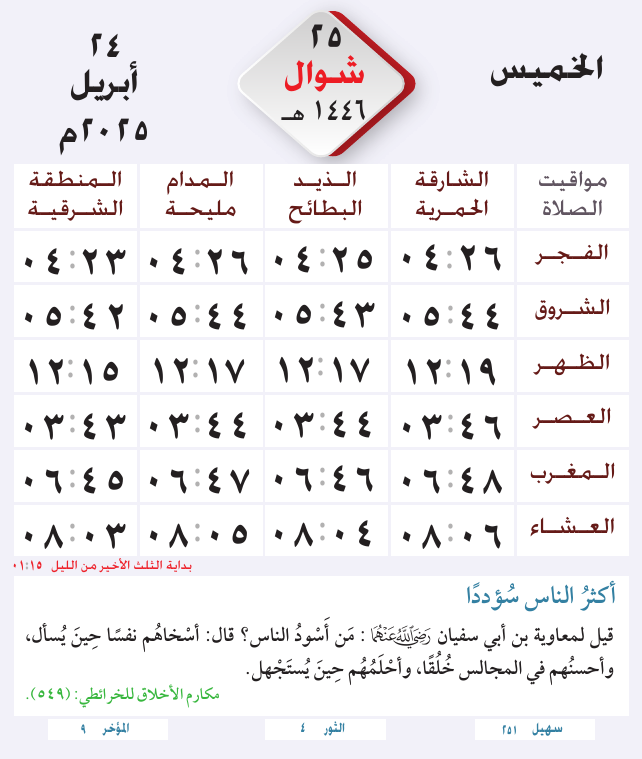 الخميس
٢٥
شوال
١٤٤٦ هـ
٢٤
أبريل
٢٠٢٥م
مواقيت الصلاة | الشارقة الحمرية | الذيد البطائح | المدام مليحة | المنطقة الشرقية
الفجر ٠٤:٢٦ ٠٤:٢٥ ٠٤:٢٦ ٠٤:٢٣
الشروق ٠٥:٤٤ ٠٥:٤٣ ٠٥:٤٤ ٠٥:٤٢
الظهر ١٢:١٩ ١٢:١٧ ١٢:١٧ ١٢:١٥
العصر ٠٣:٤٦ ٠٣:٤٤ ٠٣:٤٤ ٠٣:٤٣
المغرب ٠٦:٤٨ ٠٦:٤٦ ٠٦:٤٧ ٠٦:٤٥
العشاء ٠٨:٠٦ ٠٨:٠٤ ٠٨:٠٥ ٠٨:٠٣
بداية الثلث الأخير من الليل ٠١:١٥
أكثرُ الناس سُؤددًا
قيل لمعاوية بن أبي سفيان رَضِيَ اللَّهُ عَنْهُمَا : مَن أَسْودُ الناس؟ قال: أسْخاهُم نفسًا حِينَ يُسأل،
وأحسنُهم في المجالس خُلُقًا، وأحْلَمُهُم حِينَ يُستَجْهل.
مكارم الأخلاق للخرائطي: (٥٤٩).
سهيل ٢٥١
الثور ٤
المؤخر ٩